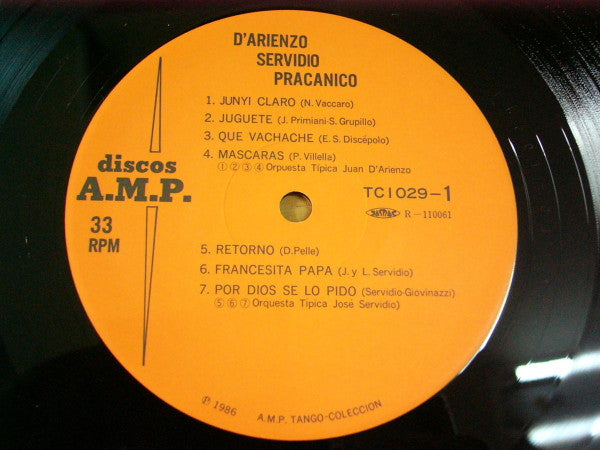 D'ARIENZO
SERVIDIO
PRACANICO
1. JUNYI CLARO (N. Vaccaro)
2. JUGUETE (J. Primiani-S. Grupillo)
3. QUE VACHACHE (E. S. Discépolo)
4. MASCARAS (P. Villella)
①②③④ Orpuesta Típica Juan D'Arienzo
discos
A.M.P.
33
RPM
TC1029-1
R-110061
5. RETORNO (D. Pelle)
6. FRANCESITA PAPA (J. y L. Servidio)
7. POR DIOS SE LO PIDO (Servidio-Giovinazzi)
⑤⑥⑦ Orquesta Típica José Servidio)
Ⓟ 1986 A.M.P. TANGO-COLECCION